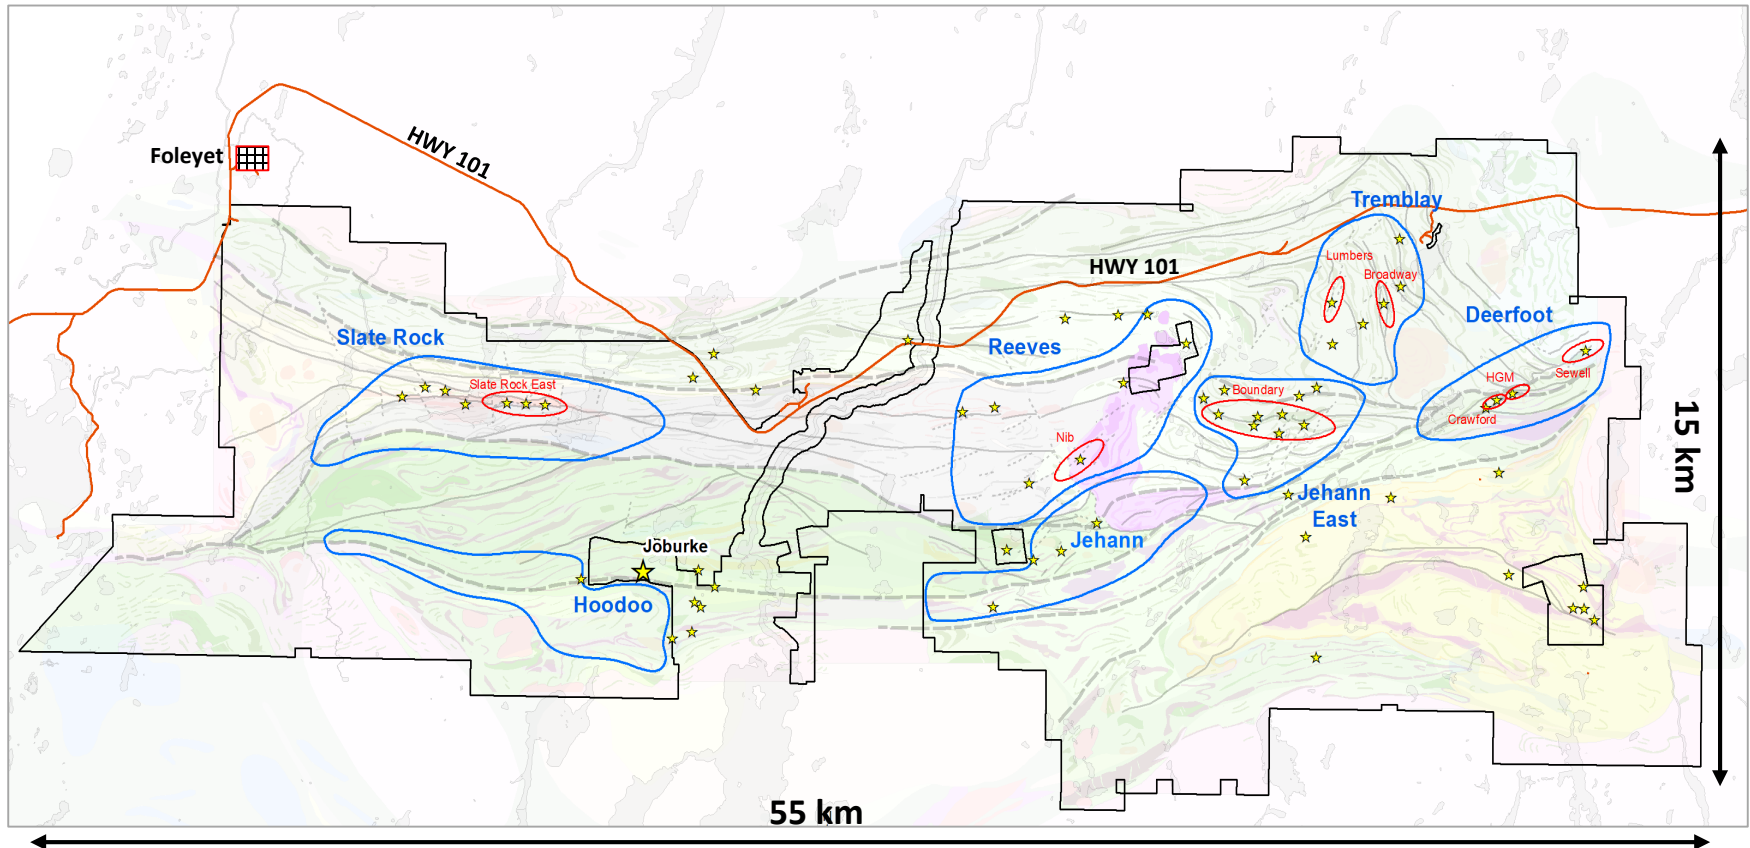 HWY 101
Foleyet
Tremblay
Lumbers
HWY 101
Broadway
Deerfoot
Slate Rock
Reeves
Sewell
HGM
Slate Rock East
Boundary
Crawford
Nib
15 km
Jehann
East
Jehann
Jöburke
Hoodoo
55 km